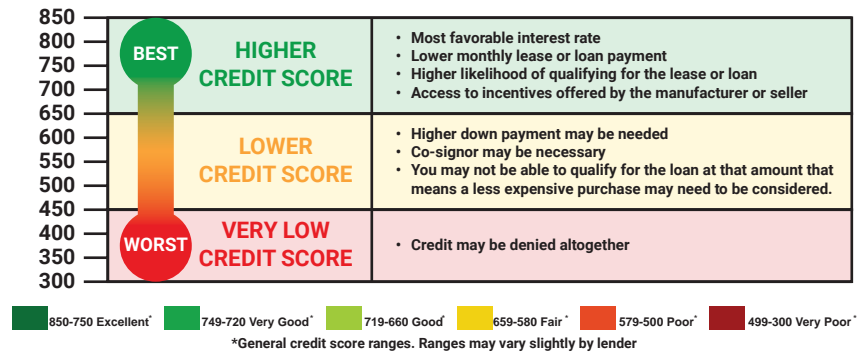 850
800
750
700
650
600
550
500
450
400
350
300
BEST
WORST
HIGHER
CREDIT SCORE
• Most favorable interest rate
• Lower monthly lease or loan payment
• Higher likelihood of qualifying for the lease or loan
• Access to incentives offered by the manufacturer or seller
LOWER
CREDIT SCORE
• Higher down payment may be needed
• Co-signor may be necessary
• You may not be able to qualify for the loan at that amount that
means a less expensive purchase may need to be considered.
VERY LOW
CREDIT SCORE
• Credit may be denied altogether
850-750 Excellent* 749-720 Very Good* 719-660 Good* 659-580 Fair * 579-500 Poor* 499-300 Very Poor *
*General credit score ranges. Ranges may vary slightly by lender